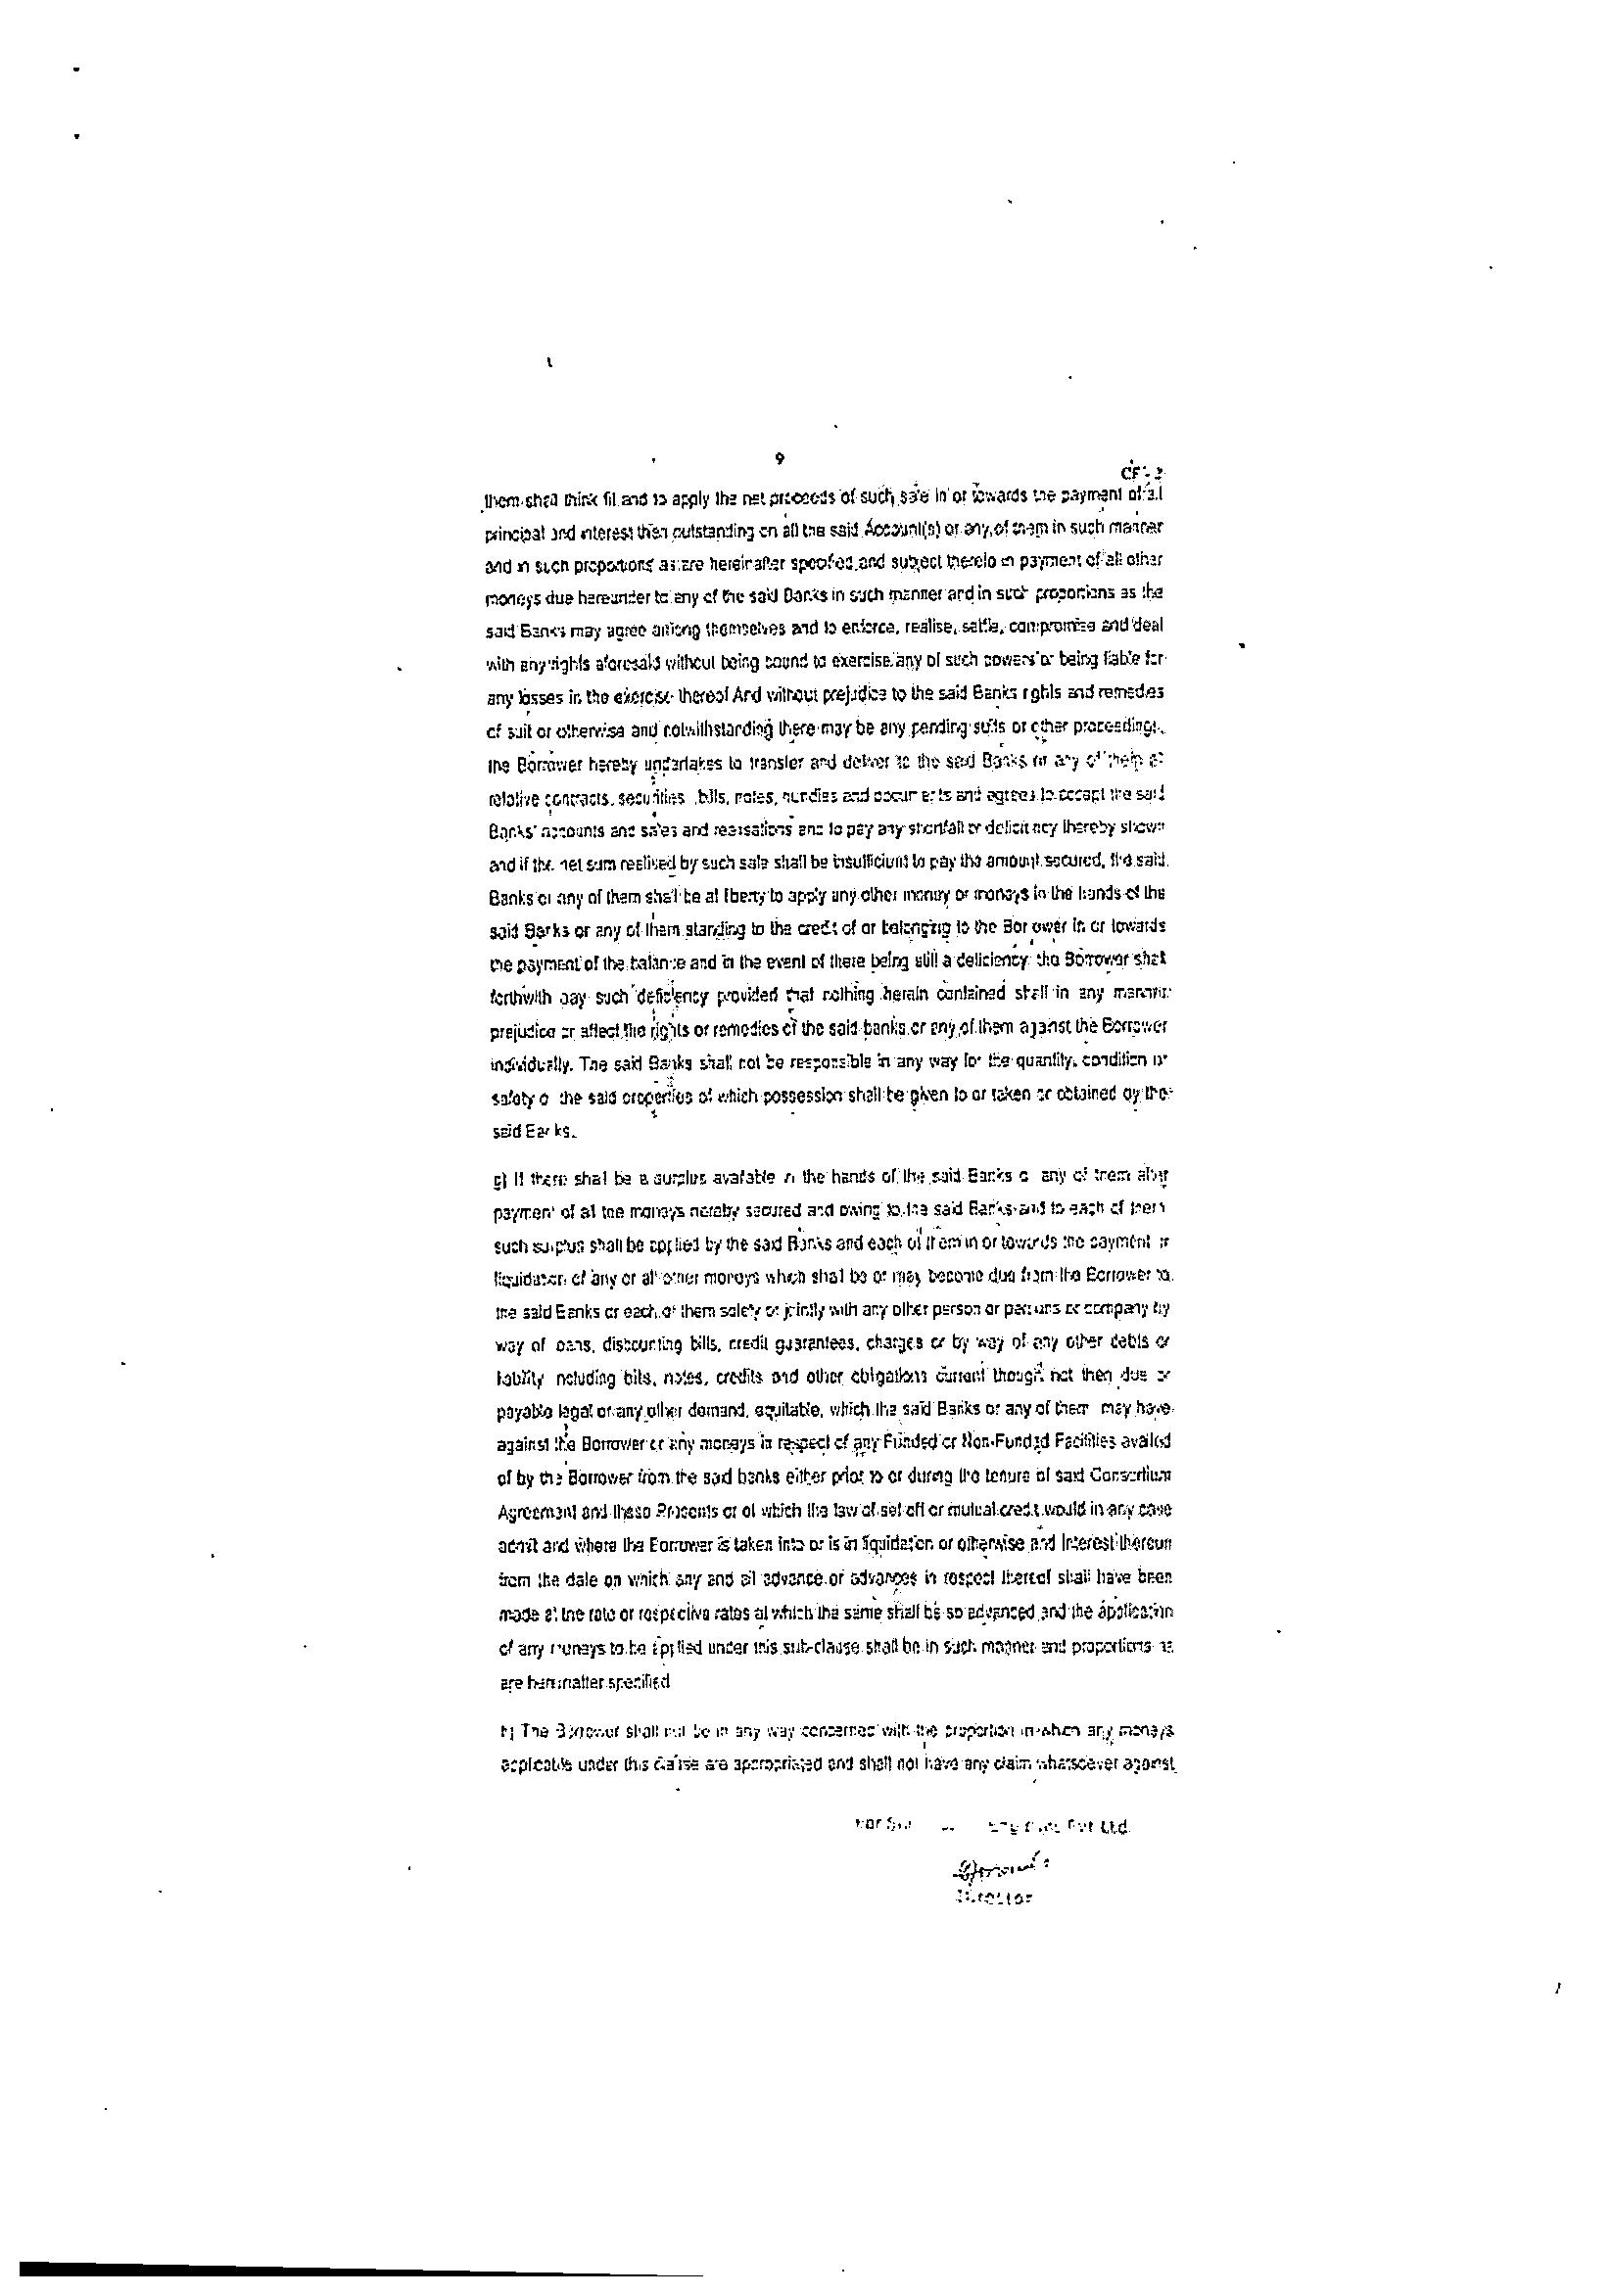 9
them shall think fit and to apply the net proceeds of such sale in or towards the payment of all
principal and interest then outstanding on all the said Account(s) or any of them in such manner
and in such proportions as are hereinafter specified and subject thereto in payment of all other
moneys due hereunder to any of the said Banks in such manner and in such proportions as the
said Banks may agree among themselves and to enforce, realise, settle, compromise and deal
with any rights aforesaid without being bound to exercise any of such powers or being liable for
any losses in the exercise thereof And without prejudice to the said Banks rights and remedies
of suit or otherwise and notwithstanding there may be any pending suits or other proceedings,
the Borrower hereby undertakes to transfer and deliver to the said Banks or any of them all
relative contracts, securities, bills, notes, hundies and documents and agrees to accept the said
Banks' accounts and sales and realisations and to pay any shortfall or deficiency thereby shown
and if the net sum realised by such sale shall be insufficient to pay the amount secured, the said
Banks or any of them shall be at liberty to apply any other money or moneys in the hands of the
said Banks or any of them standing to the credit of or belonging to the Borrower in or towards
the payment of the balance and in the event of there being still a deficiency the Borrower shall
forthwith pay such deficiency provided that nothing herein contained shall in any manner
prejudice or affect the rights or remedies of the said banks or any of them against the Borrower
individually. The said Banks shall not be responsible in any way for the quantity, condition or
safety of the said properties of which possession shall be given to or taken or obtained by the
said Banks.
g) If there shall be a surplus available in the hands of the said Banks or any of them after
payment of all the moneys hereby secured and owing to the said Banks and to each of them
such surplus shall be applied by the said Banks and each of them in or towards the payment or
liquidation of any or all other moneys which shall be or may become due from the Borrower to
the said Banks or each of them solely or jointly with any other person or persons or company by
way of loans, discounting bills, credit guarantees, charges or by way of any other debts or
liability including bills, notes, credits and other obligations current though not then due or
payable legal or any other demand, equitable, which the said Banks or any of them may have
against the Borrower or any moneys in respect of any Funded or Non-Funded Facilities availed
of by the Borrower from the said banks either prior to or during the tenure of said Consortium
Agreement and these Presents or of which the law of set off or mutual credit would in any case
admit and where the Borrower is taken into or is in liquidation or otherwise and Interest thereon
from the date on which any and all advance or advances in respect thereof shall have been
made at the rate or respective rates at which the same shall be so advanced and the application
of any moneys to be applied under this sub-clause shall be in such manner and proportions as
are hereinafter specified
h) The Borrower shall not be in any way concerned with the proportion in which any moneys
applicable under this clause are appropriated and shall not have any claim whatsoever against
Pvt Ltd.
Director